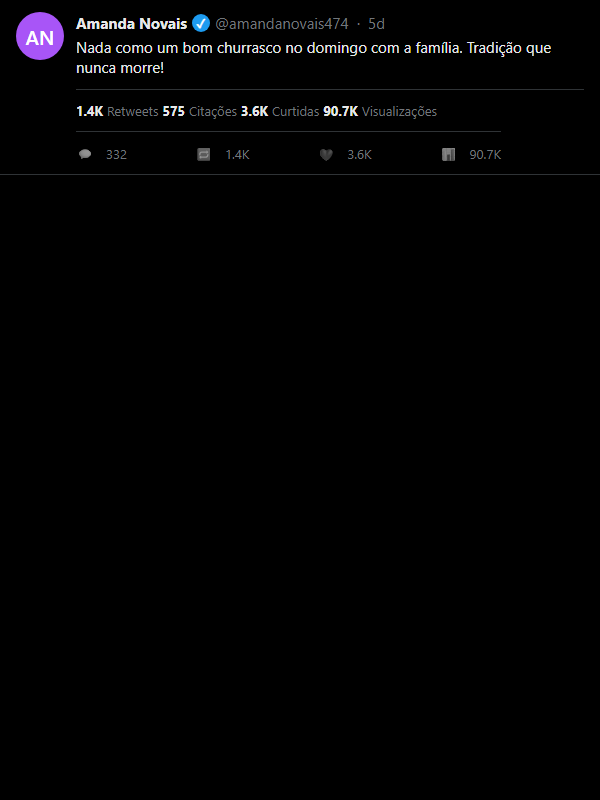 AN
Amanda Novais @amandanovais474 · 5d
Nada como um bom churrasco no domingo com a família. Tradição que
nunca morre!
1.4K Retweets 575 Citações 3.6K Curtidas 90.7K Visualizações
332 1.4K 3.6K 90.7K